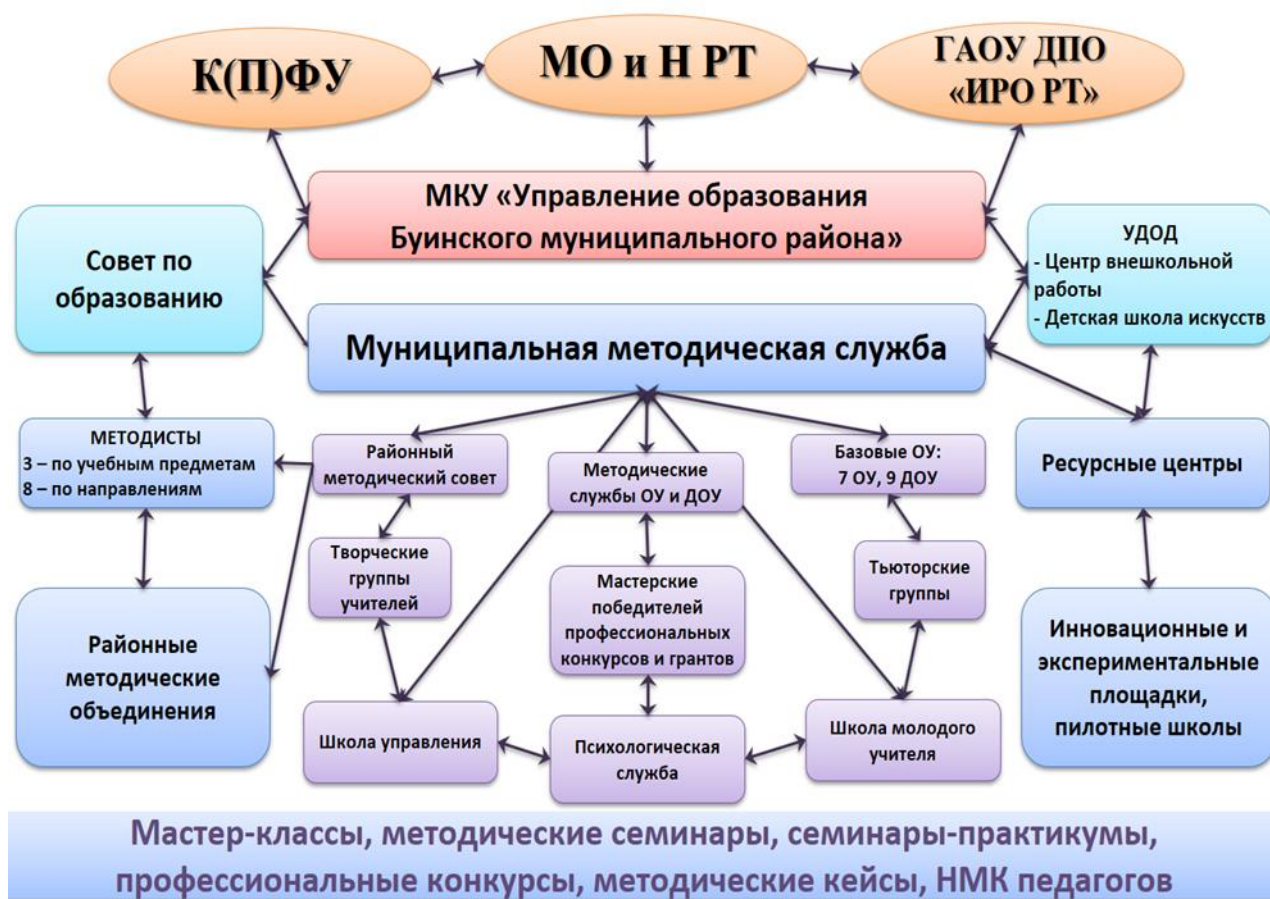 К(П)ФУ
МО и Н РТ
ГАОУ ДПО
«ИРО РТ»
МКУ «Управление образования
Буинского муниципального района»
Совет по
образованию
УДОД
- Центр внешкольной
работы
- Детская школа искусств
Муниципальная методическая служба
МЕТОДИСТЫ
3 – по учебным предметам
8 – по направлениям
Районный
методический совет
Методические
службы ОУ и ДОУ
Базовые ОУ:
7 ОУ, 9 ДОУ
Ресурсные центры
Творческие
группы
учителей
Мастерские
победителей
профессиональных
конкурсов и грантов
Тьюторские
группы
Районные
методические
объединения
Инновационные и
экспериментальные
площадки,
пилотные школы
Школа управления
Психологическая
служба
Школа молодого
учителя
Мастер-классы, методические семинары, семинары-практикумы,
профессиональные конкурсы, методические кейсы, НМК педагогов